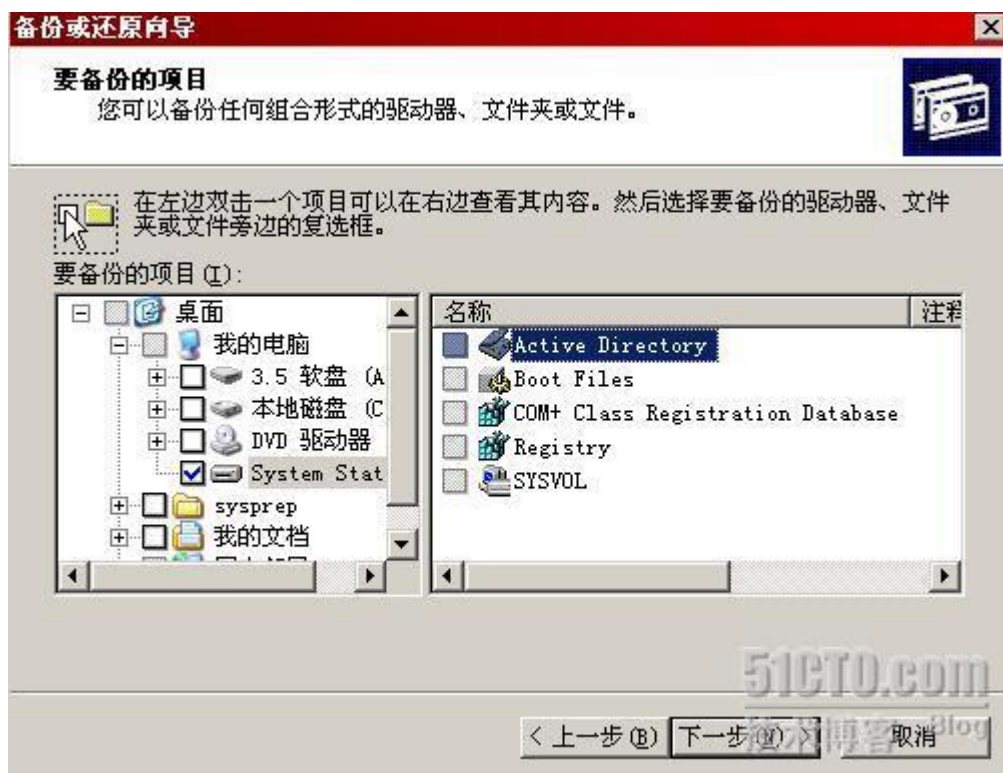 备份或还原向导
要备份的项目
您可以备份任何组合形式的驱动器、文件夹或文件。
在左边双击一个项目可以在右边查看其内容。然后选择要备份的驱动器、文件
夹或文件旁边的复选框。
要备份的项目(I):
桌面
我的电脑
3.5 软盘 (A
本地磁盘 (C
DVD 驱动器
System Stat
sysprep
我的文档
名称
注释
Active Directory
Boot Files
COM+ Class Registration Database
Registry
SYSVOL
51CTO.com
技术博客 Blog
< 上一步(B)
下一步(N) >
取消